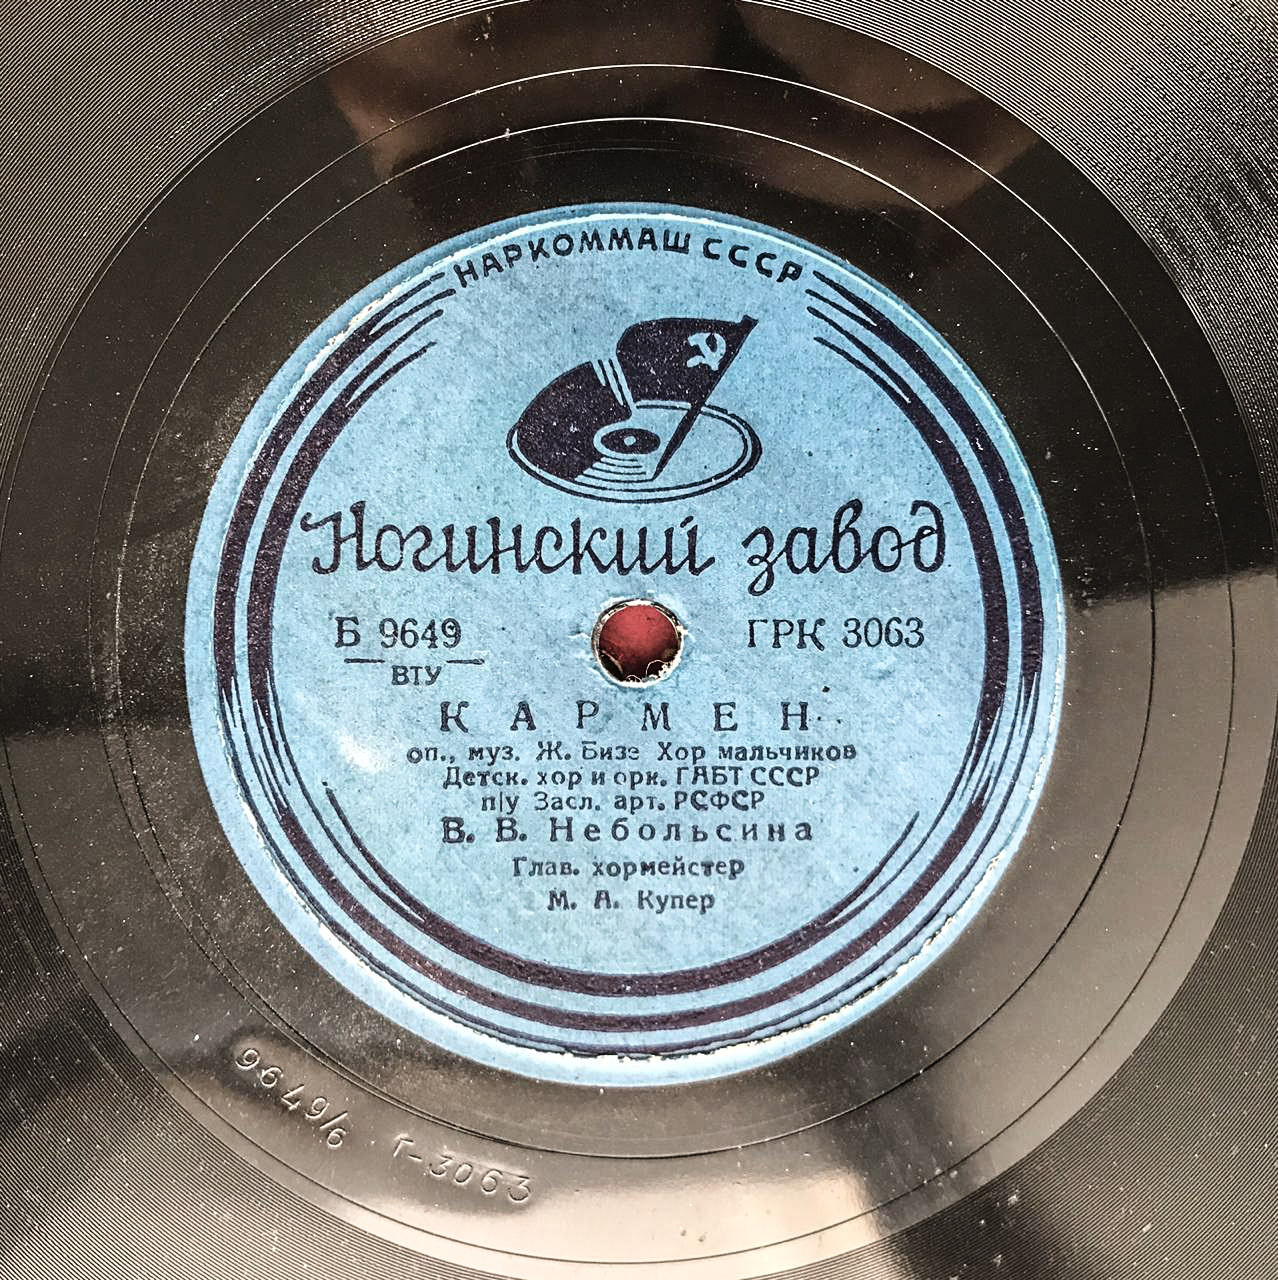 НАРКОММАШ СССР
Ногинский завод
Б 9649 ГРК 3063
ВТУ
КАРМЕН
оп., муз. Ж. Бизе Хор мальчиков
Детск. хор и орк. ГАБТ СССР
п/у Засл. арт. РСФСР
В. В. Небольсина
Глав. хормейстер
М. А. Купер
9649/6 Г-3063